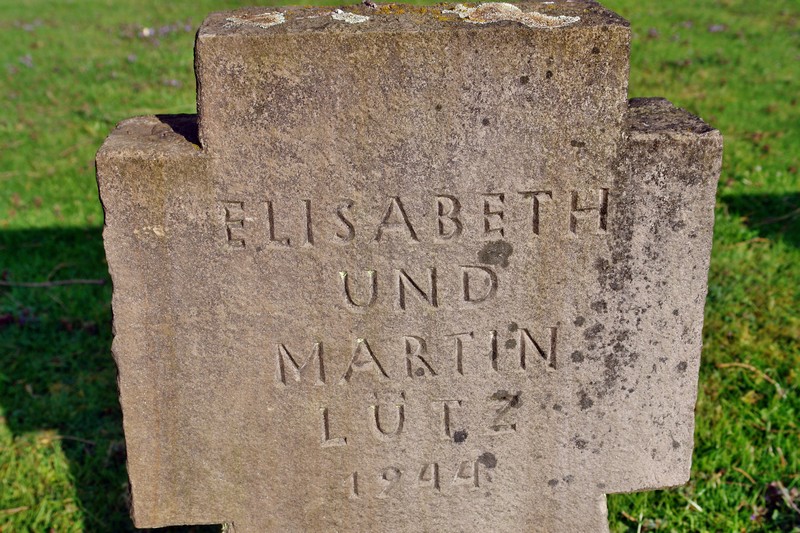 ELISABETH
UND
MARTIN
LÜTZ
1944